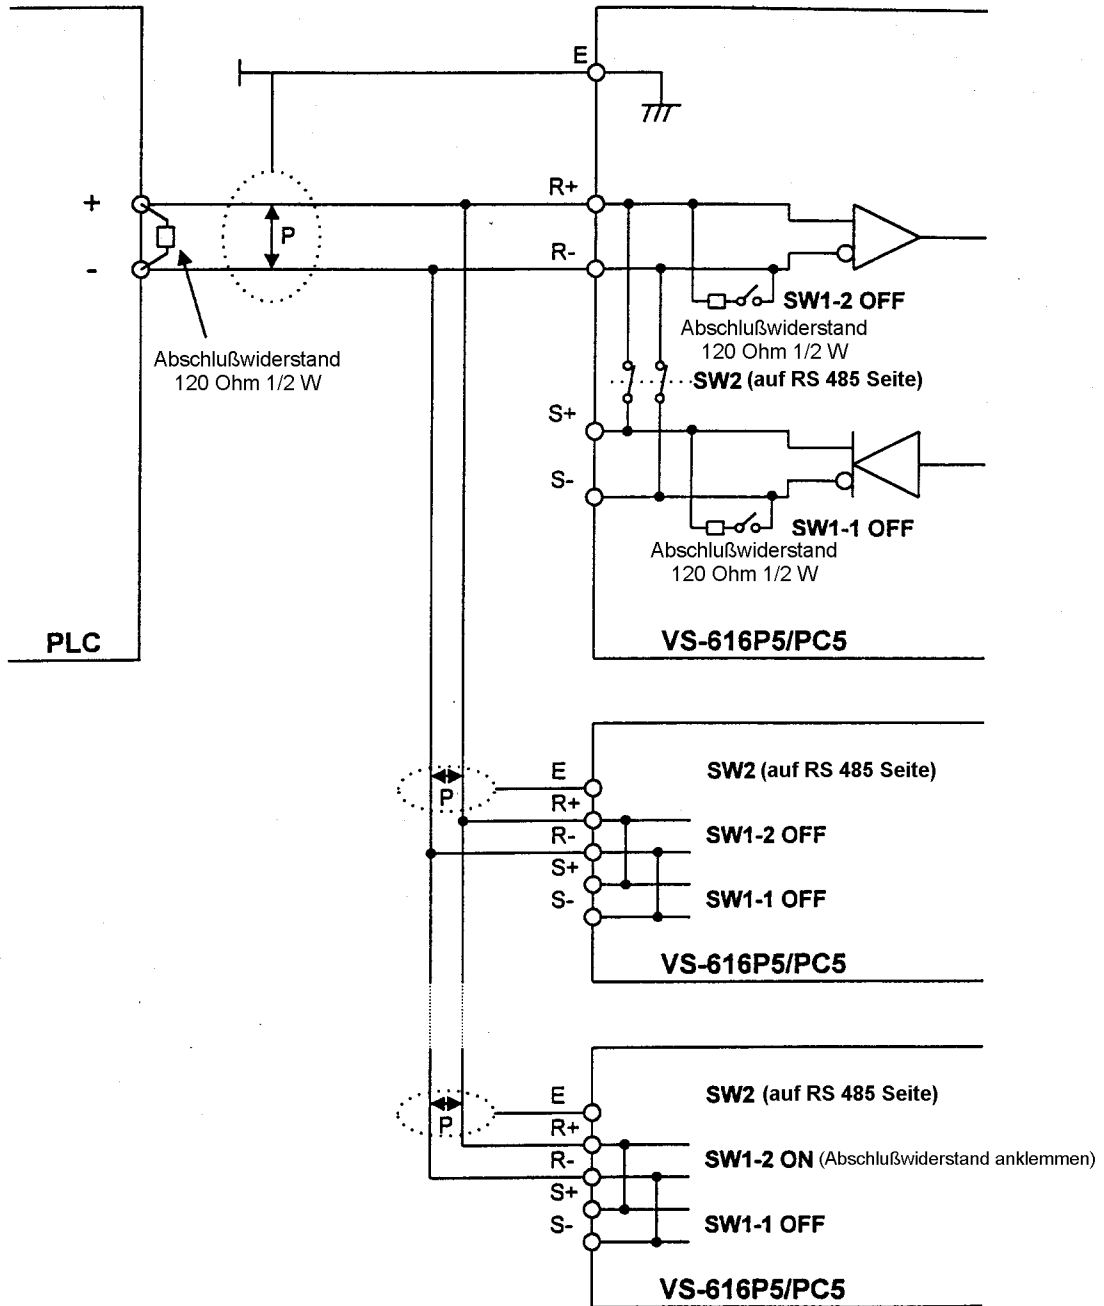 E
+
R+
P
-
R-
SW1-2 OFF
Abschlußwiderstand
120 Ohm 1/2 W
Abschlußwiderstand
120 Ohm 1/2 W
SW2 (auf RS 485 Seite)
S+
S-
SW1-1 OFF
Abschlußwiderstand
120 Ohm 1/2 W
PLC
VS-616P5/PC5
E
SW2 (auf RS 485 Seite)
P
R+
R-
SW1-2 OFF
S+
S-
SW1-1 OFF
VS-616P5/PC5
E
SW2 (auf RS 485 Seite)
P
R+
R-
SW1-2 ON (Abschlußwiderstand anklemmen)
S+
S-
SW1-1 OFF
VS-616P5/PC5